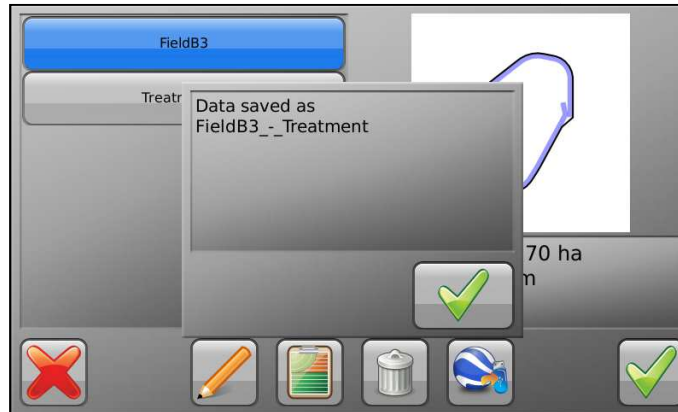 FieldB3
Treatr
Data saved as
FieldB3_-_Treatment
70 ha
m